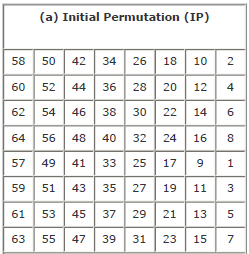 (a) Initial Permutation (IP)
58 50 42 34 26 18 10 2
60 52 44 36 28 20 12 4
62 54 46 38 30 22 14 6
64 56 48 40 32 24 16 8
57 49 41 33 25 17 9 1
59 51 43 35 27 19 11 3
61 53 45 37 29 21 13 5
63 55 47 39 31 23 15 7